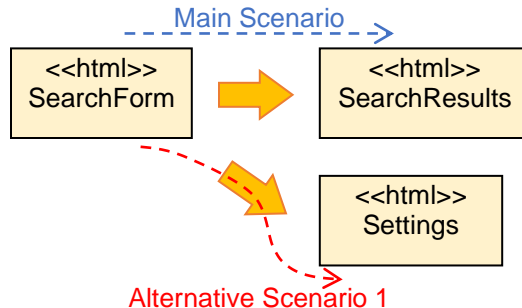 Main Scenario
<<html>>
SearchForm
<<html>>
SearchResults
<<html>>
Settings
Alternative Scenario 1